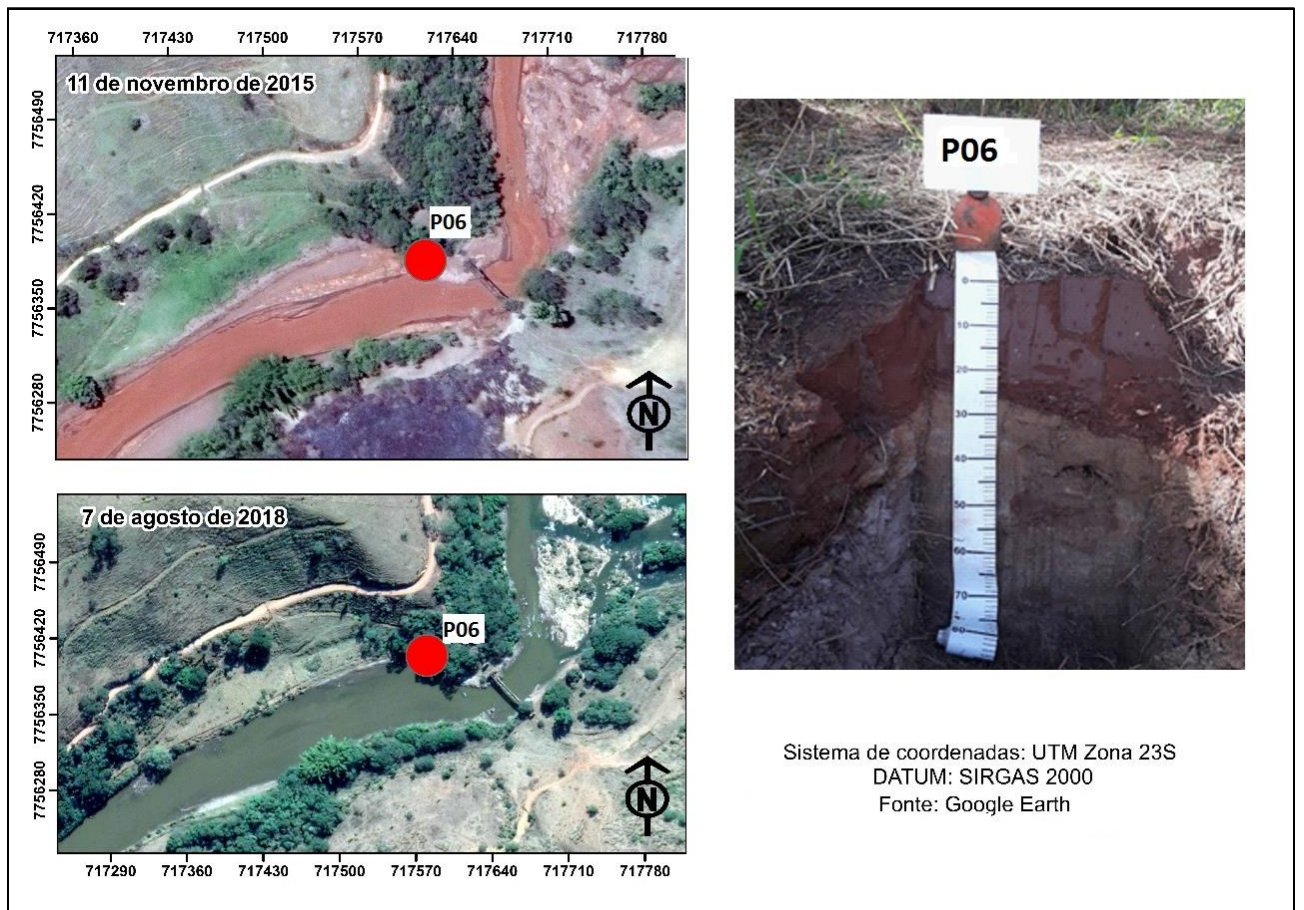 717360 717430 717500 717570 717640 717710 717780
11 de novembro de 2015
7756490
7756420
7756350
7756280
P06
N
7 de agosto de 2018
7756490
7756420
7756350
7756280
P06
N
717290 717360 717430 717500 717570 717640 717710 717780
P06
0
10
20
30
40
50
60
70
80
Sistema de coordenadas: UTM Zona 23S
DATUM: SIRGAS 2000
Fonte: Google Earth